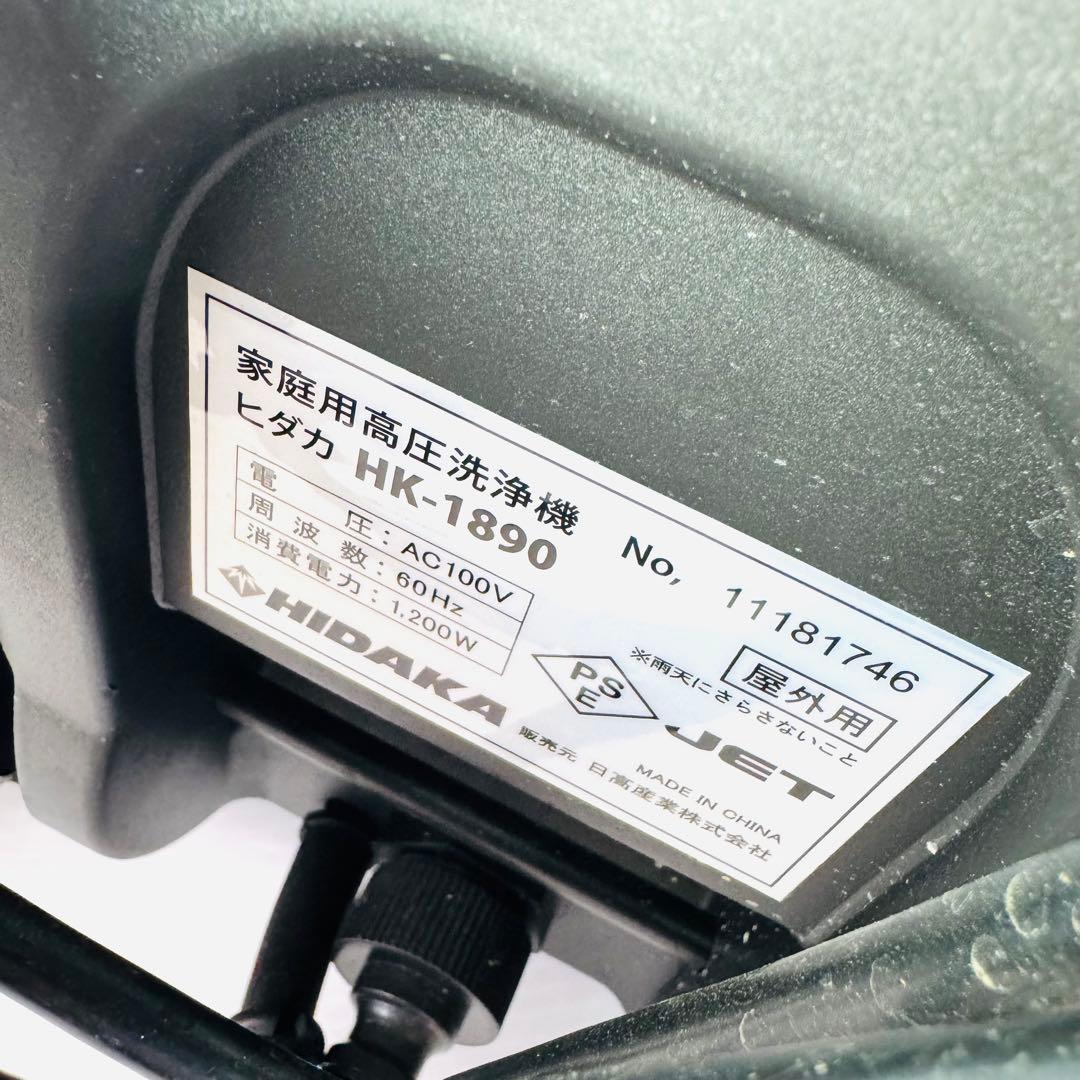 家庭用高圧洗浄機
ヒダカ HK-1890 No, 11181746
電圧：AC100V
周波数：60Hz
消費電力：1,200W
屋外用
※雨天にさらさないこと
HIDAKA
PSE
JET
MADE IN CHINA
販売元 日高産業株式会社